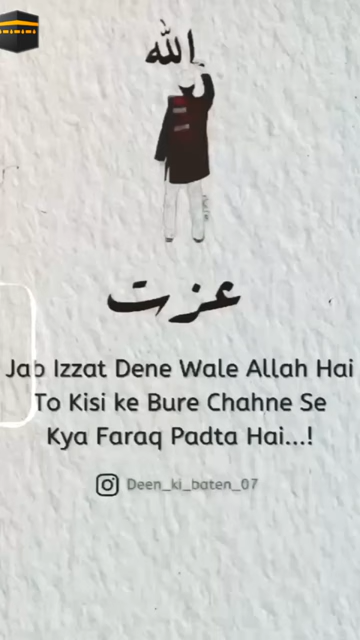 الله
عزت
Jab Izzat Dene Wale Allah Hai
To Kisi ke Bure Chahne Se
Kya Faraq Padta Hai...!
Deen_ki_baten_07